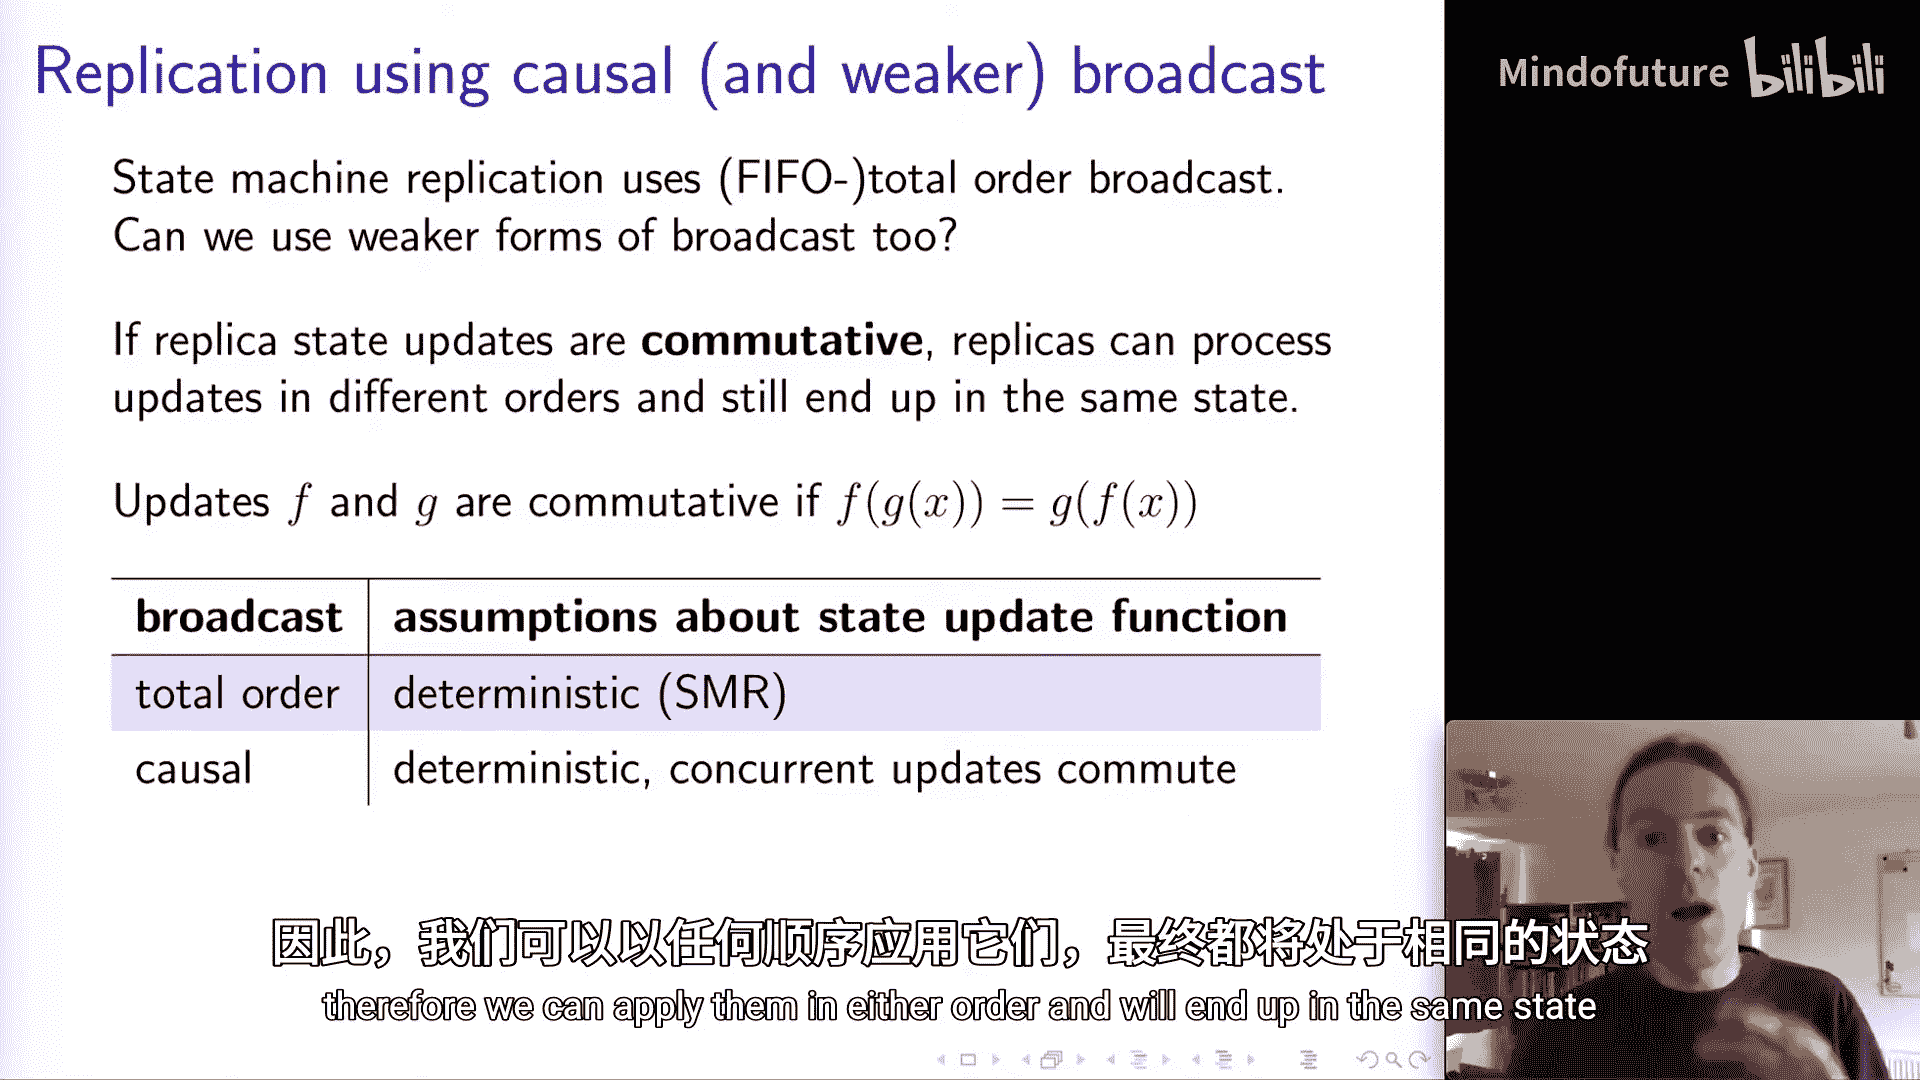 Replication using causal (and weaker) broadcast
Mindofuture bilibili
State machine replication uses (FIFO-)total order broadcast.
Can we use weaker forms of broadcast too?
If replica state updates are commutative, replicas can process
updates in different orders and still end up in the same state.
Updates f and g are commutative if f(g(x)) = g(f(x))
broadcast assumptions about state update function
total order deterministic (SMR)
causal deterministic, concurrent updates commute
因此，我们可以以任何顺序应用它们，最终都将处于相同的状态
therefore we can apply them in either order and will end up in the same state